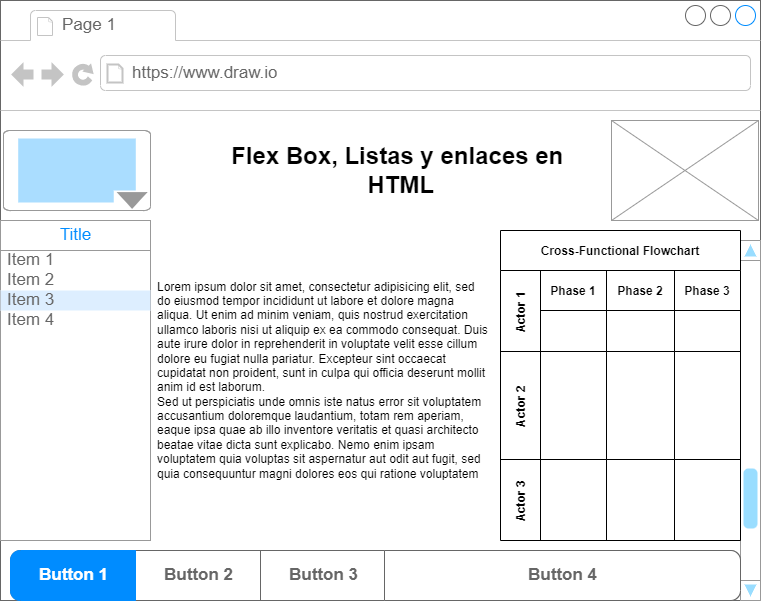 Page 1
https://www.draw.io
Flex Box, Listas y enlaces en
HTML
Title
Item 1
Item 2
Item 3
Item 4
Lorem ipsum dolor sit amet, consectetur adipisicing elit, sed
do eiusmod tempor incididunt ut labore et dolore magna
aliqua. Ut enim ad minim veniam, quis nostrud exercitation
ullamco laboris nisi ut aliquip ex ea commodo consequat. Duis
aute irure dolor in reprehenderit in voluptate velit esse cillum
dolore eu fugiat nulla pariatur. Excepteur sint occaecat
cupidatat non proident, sunt in culpa qui officia deserunt mollit
anim id est laborum.
Sed ut perspiciatis unde omnis iste natus error sit voluptatem
accusantium doloremque laudantium, totam rem aperiam,
eaque ipsa quae ab illo inventore veritatis et quasi architecto
beatae vitae dicta sunt explicabo. Nemo enim ipsam
voluptatem quia voluptas sit aspernatur aut odit aut fugit, sed
quia consequuntur magni dolores eos qui ratione voluptatem
Cross-Functional Flowchart
Phase 1 Phase 2 Phase 3
Actor 1
Actor 2
Actor 3
Button 1 Button 2 Button 3 Button 4